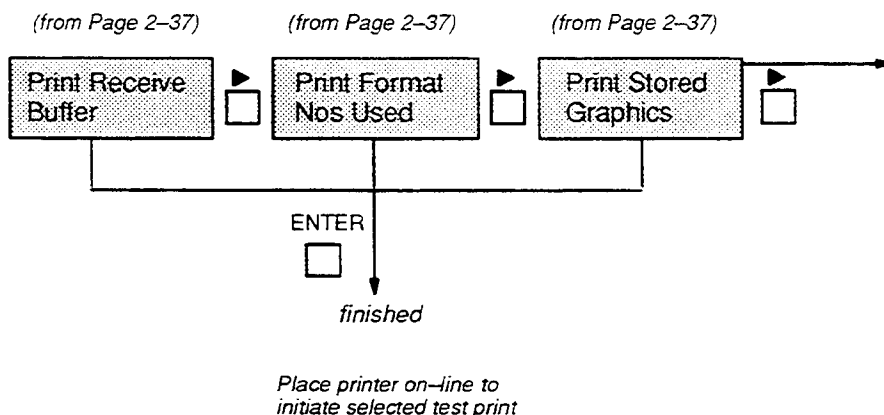 (from Page 2–37) (from Page 2–37) (from Page 2–37)
Print Receive
Buffer
Print Format
Nos Used
Print Stored
Graphics
ENTER
finished
Place printer on–line to
initiate selected test print